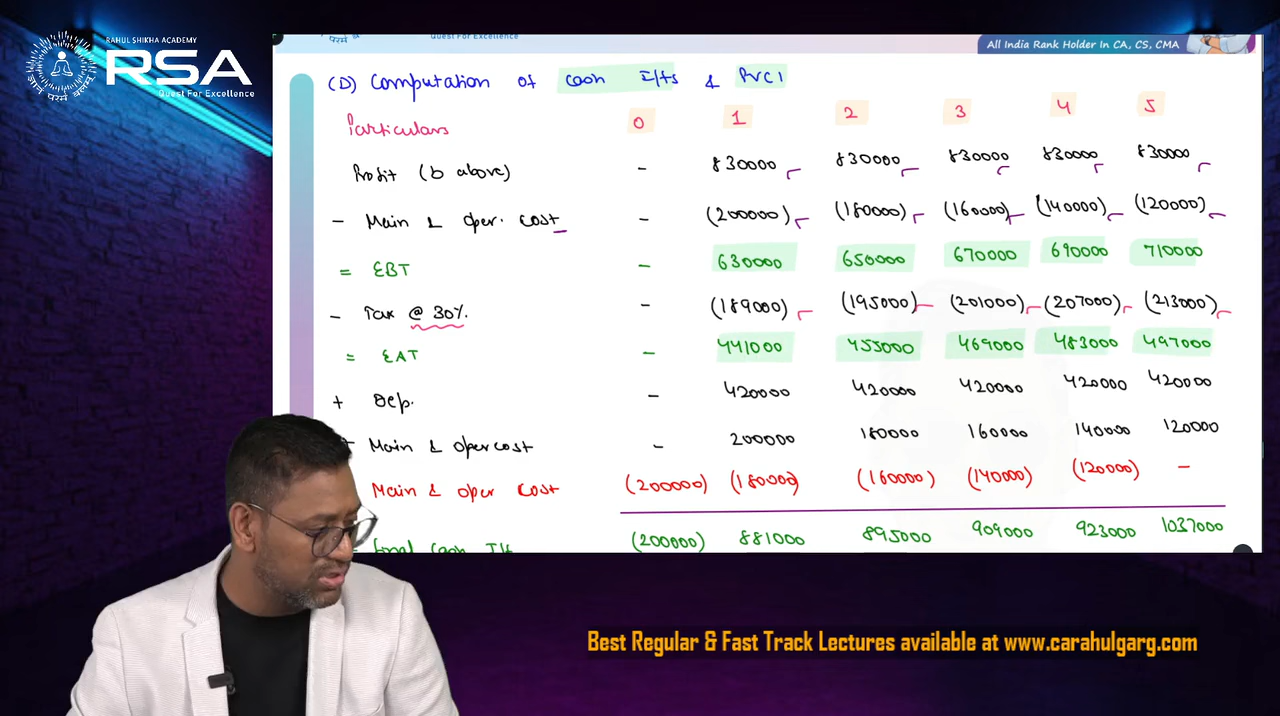 RAHUL SHIKHA ACADEMY
RSA
Quest For Excellence
Quest For Excellence
All India Rank Holder In CA, CS, CMA
(D) Computation of Cash I/fs & PVCI
Particulars 0 1 2 3 4 5
Profit (b above) - 830000 830000 830000 830000 830000
- Main & Oper. Cost - (200000) (180000) (160000) (140000) (120000)
= EBT - 630000 650000 670000 690000 710000
- Tax @ 30%. - (189000) (195000) (201000) (207000) (213000)
= EAT - 441000 455000 469000 483000 497000
+ Dep. - 420000 420000 420000 420000 420000
Main & oper cost - 200000 180000 160000 140000 120000
Main & oper Cost (200000) (180000) (160000) (140000) (120000) -
Cash (200000) 881000 895000 909000 923000 1037000
Best Regular & Fast Track Lectures available at www.carahulgarg.com